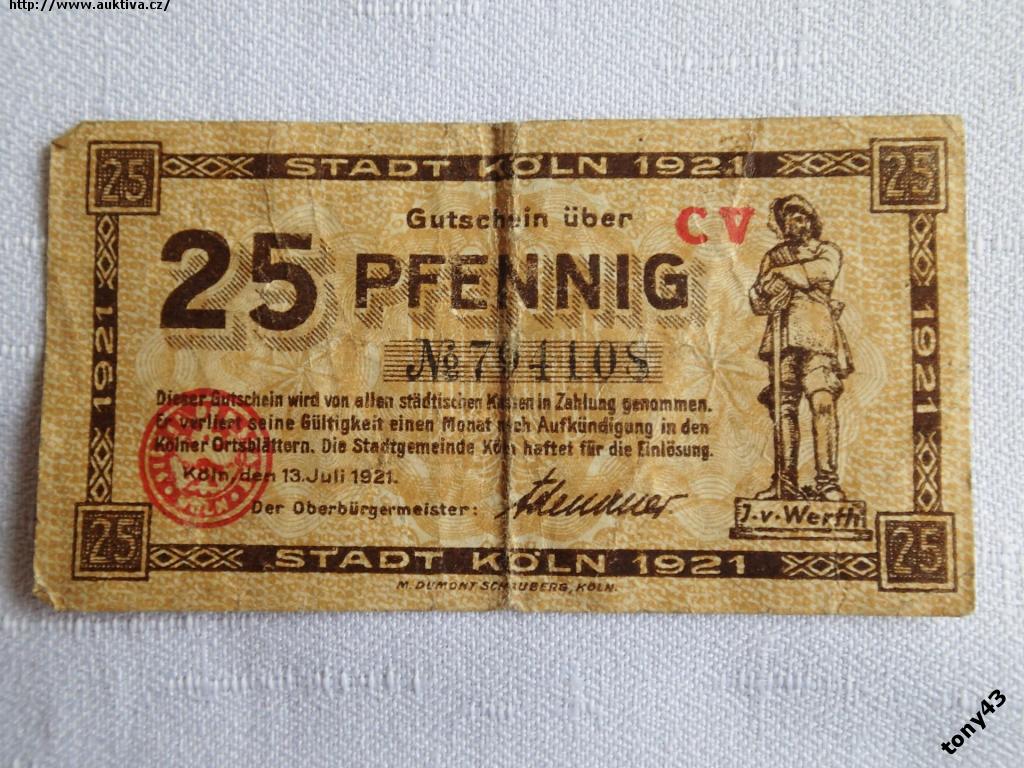 http://www.auktiva.cz/
25 STADT KÖLN 1921 25
Gutschein über
CV
25 PFENNIG
№ 794108
Dieser Gutschein wird von allen städtischen Kassen in Zahlung genommen.
Er verliert seine Gültigkeit einen Monat nach Aufkündigung in den
Kölner Ortsblättern. Die Stadtgemeinde Köln haftet für die Einlösung.
Köln, den 13. Juli 1921.
Der Oberbürgermeister: Adenauer.
J. v. Werth
1921
1921
25 STADT KÖLN 1921 25
M. DUMONT SCHAUBERG, KÖLN.
tony43